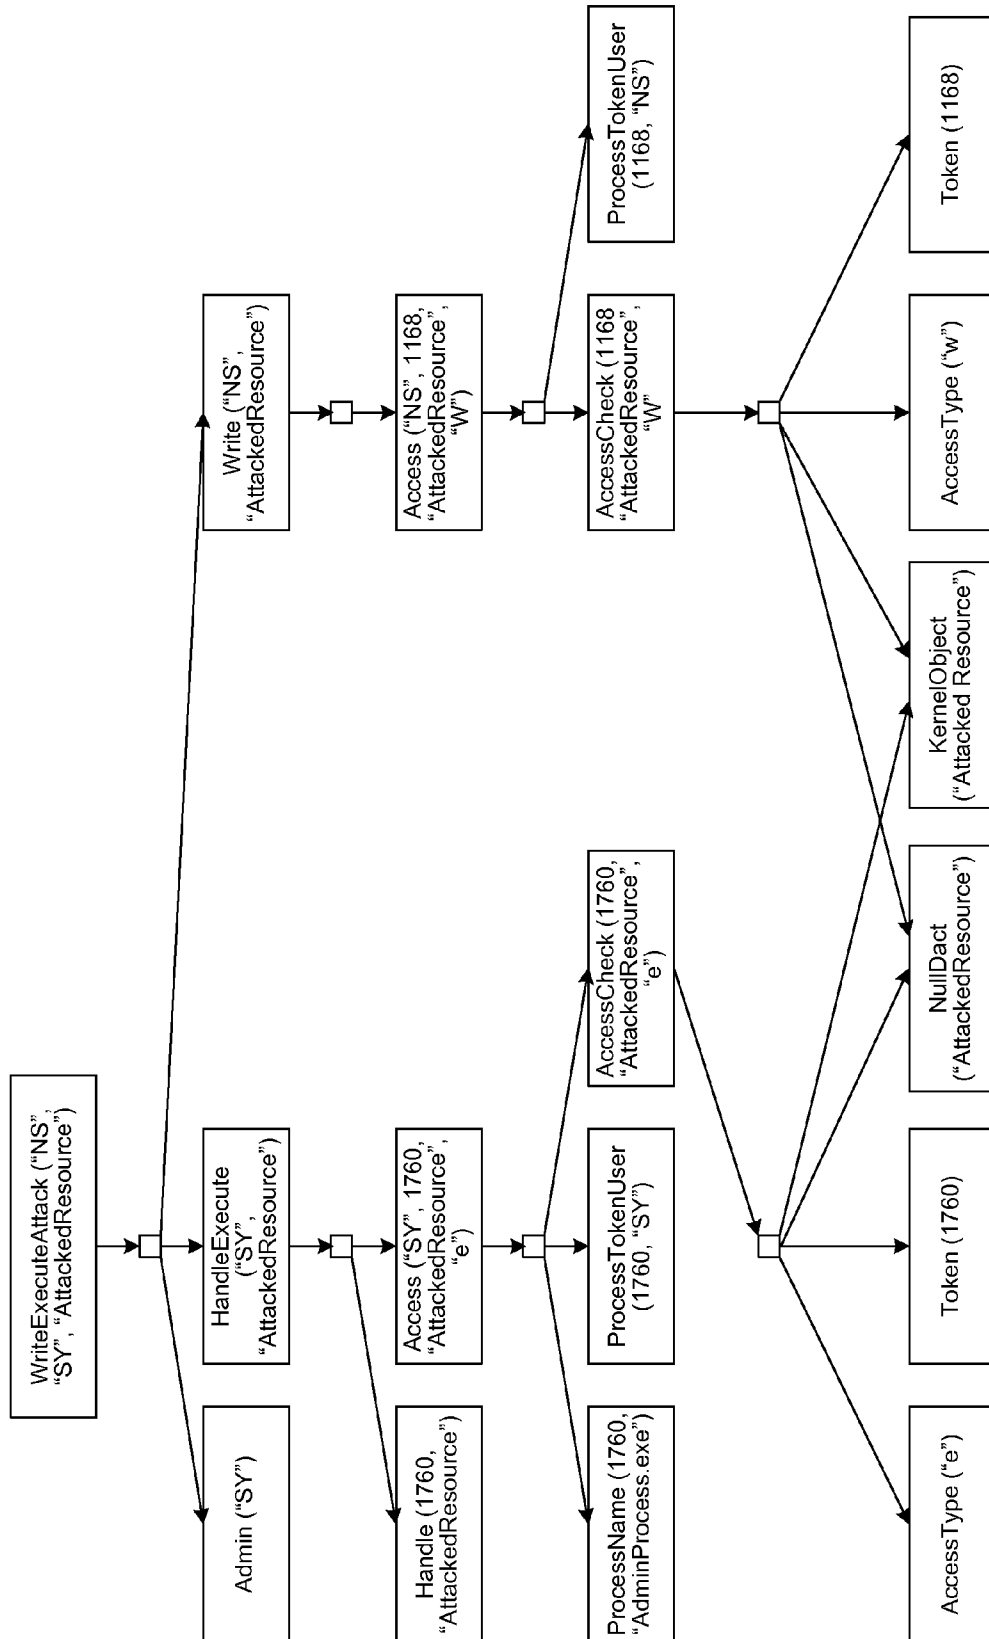 WriteExecuteAttack (“NS”,
“SY”, “AttackedResource”)
Admin (“SY”)
HandleExecute
(“SY”,
“AttackedResource”)
Write (“NS”,
“AttackedResource”)
Handle (1760,
“AttackedResource”)
Access (“SY”, 1760,
“AttackedResource”,
“e”)
Access (“NS”, 1168,
“AttackedResource”,
“W”)
ProcessName (1760,
“AdminProcess.exe”)
ProcessTokenUser
(1760, “SY”)
AccessCheck (1760,
“AttackedResource”,
“e”)
AccessCheck (1168
“AttackedResource”,
“W”
ProcessTokenUser
(1168, “NS”)
AccessType (“e”)
Token (1760)
NullDact
(“AttackedResource”)
KernelObject
(“Attacked Resource”)
AccessType (“w”)
Token (1168)